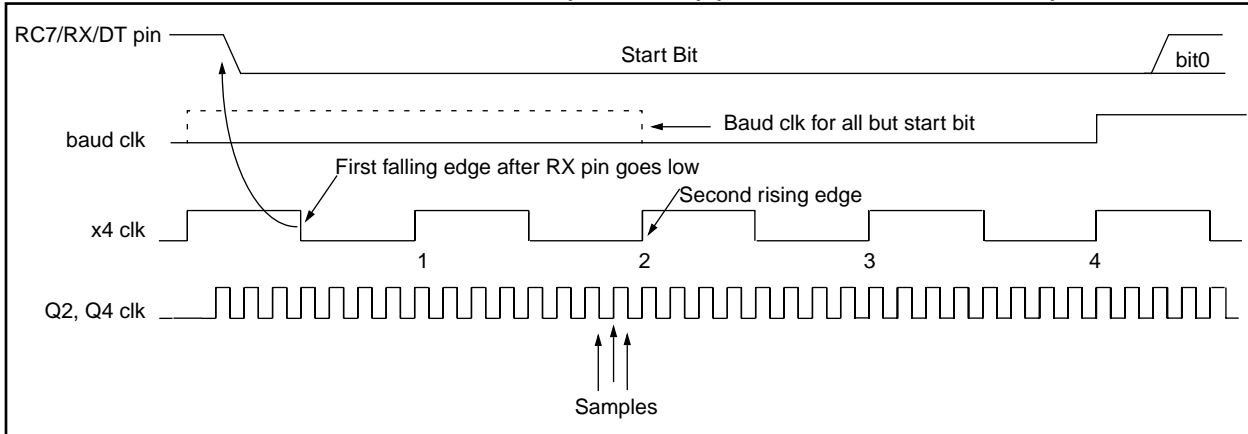 RC7/RX/DT pin
Start Bit
bit0
baud clk
Baud clk for all but start bit
First falling edge after RX pin goes low
Second rising edge
x4 clk
1 2 3 4
Q2, Q4 clk
Samples